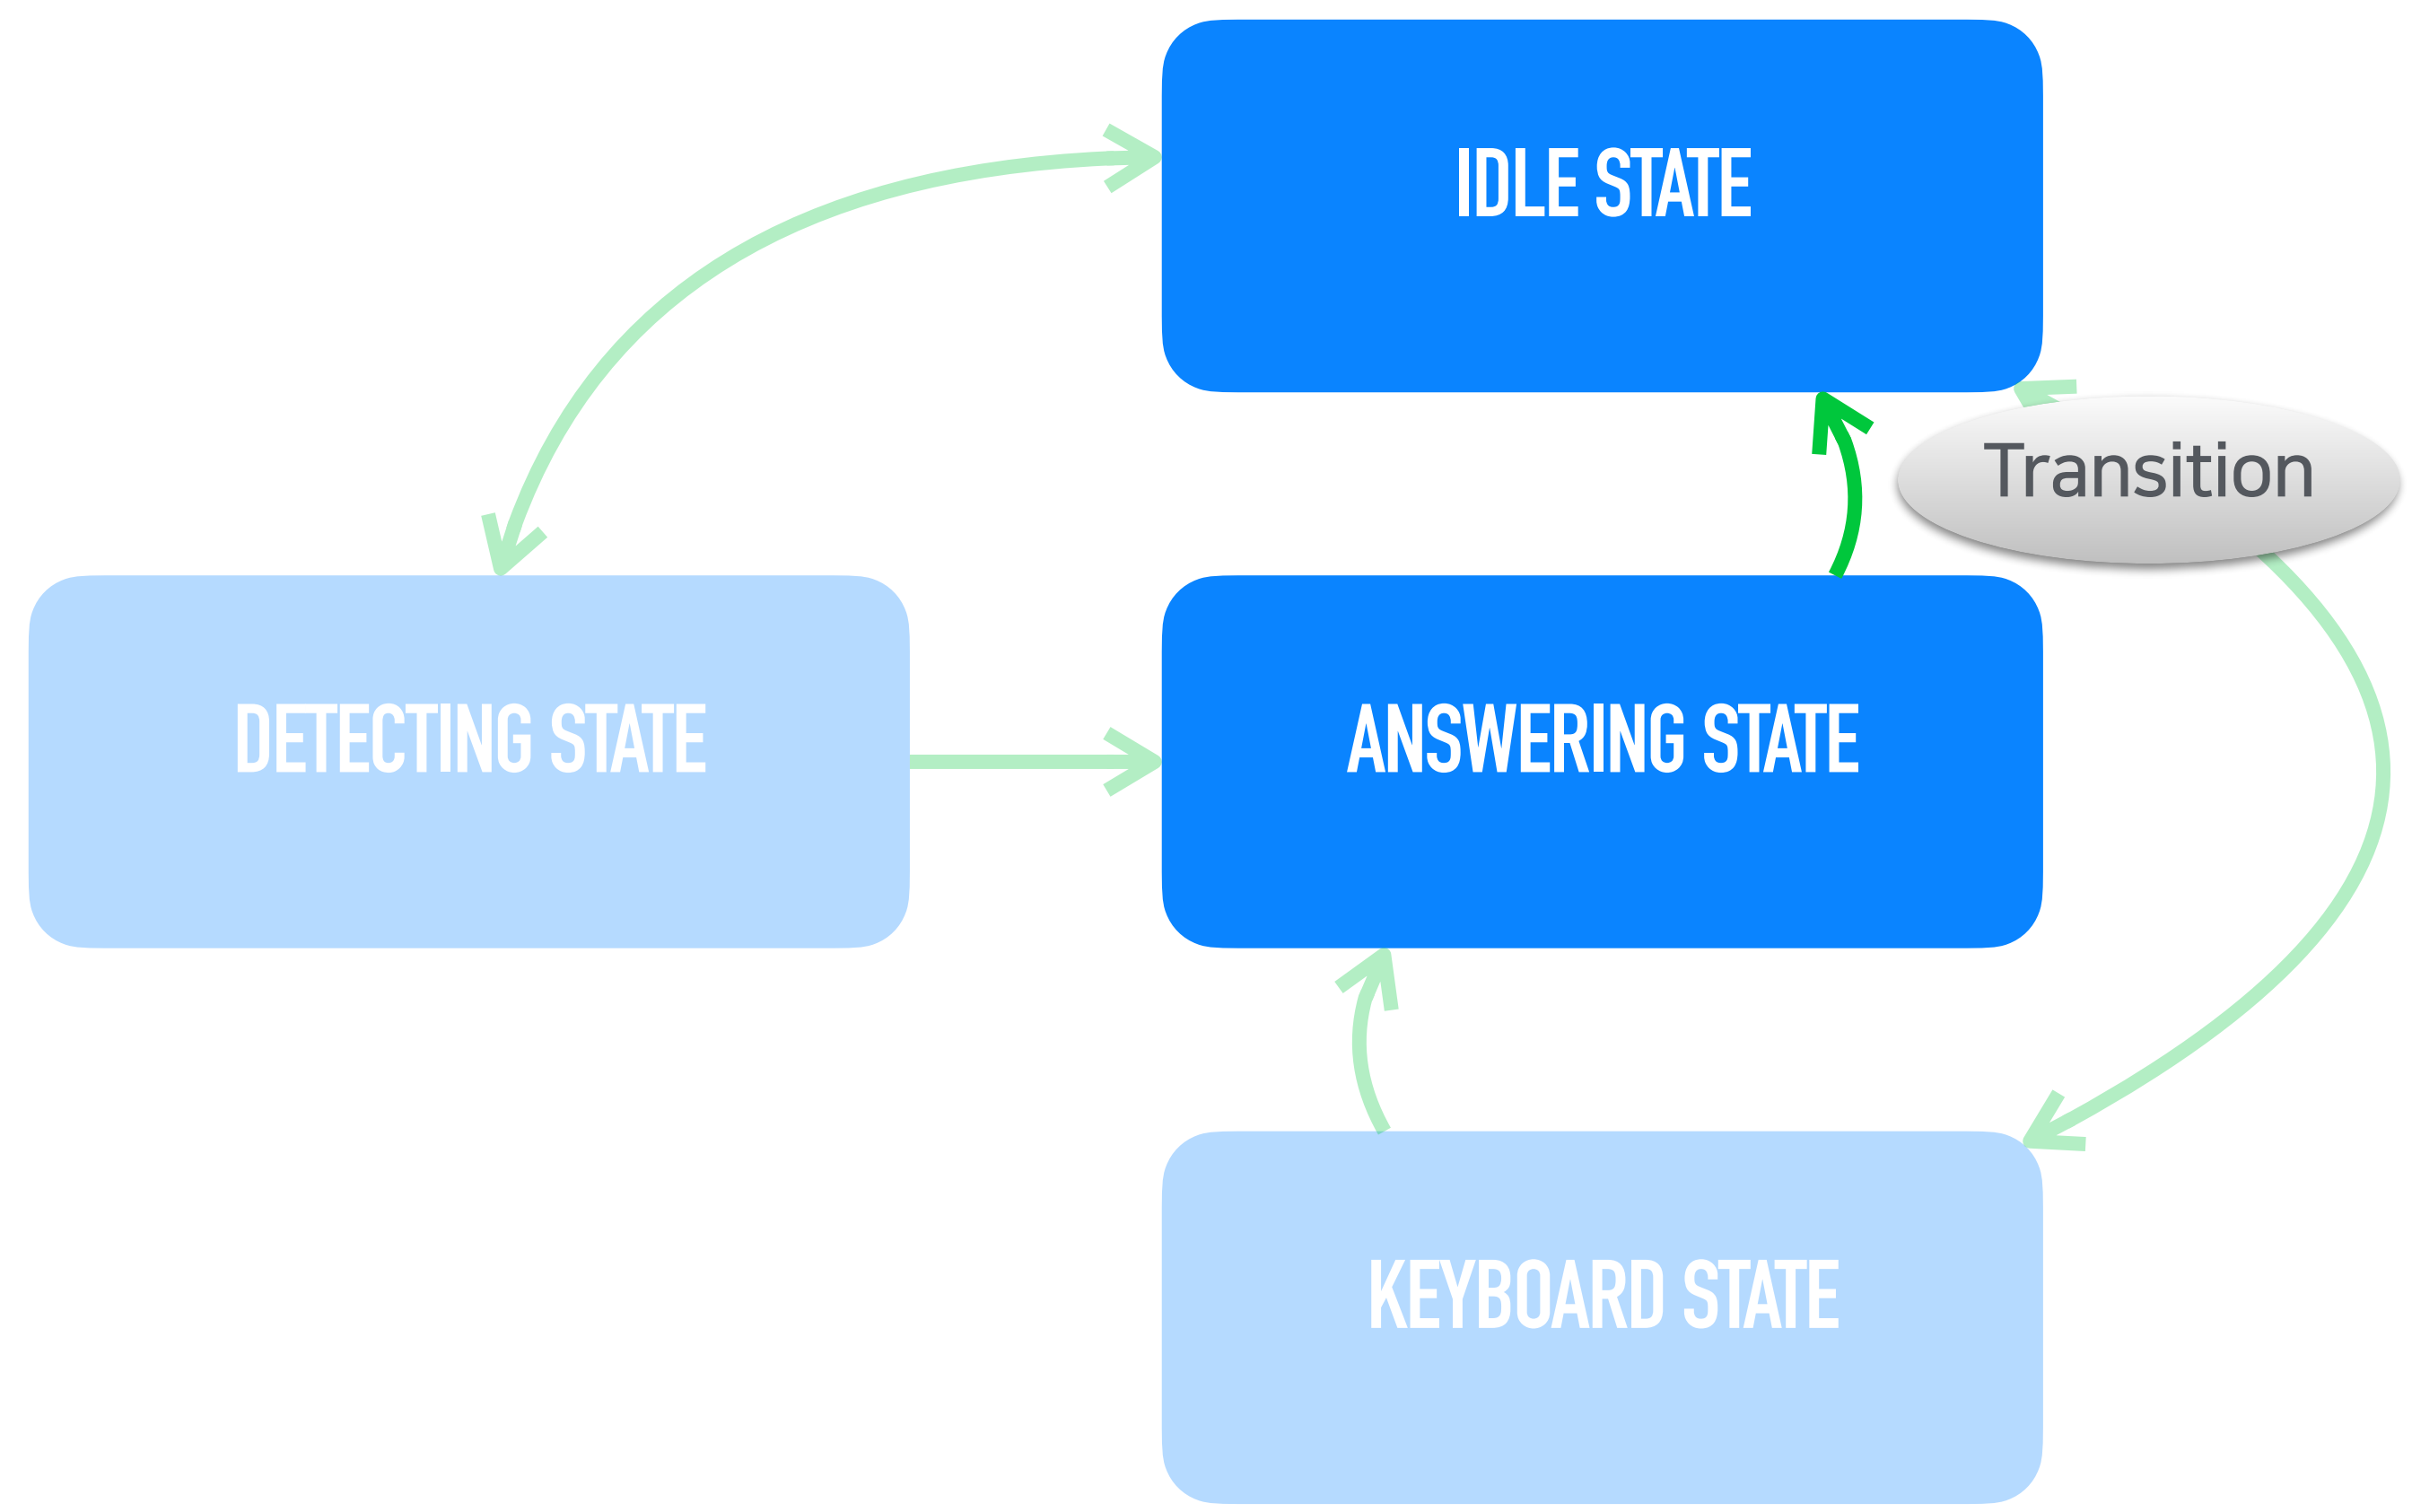 IDLE STATE
Transition
DETECTING STATE
ANSWERING STATE
KEYBOARD STATE